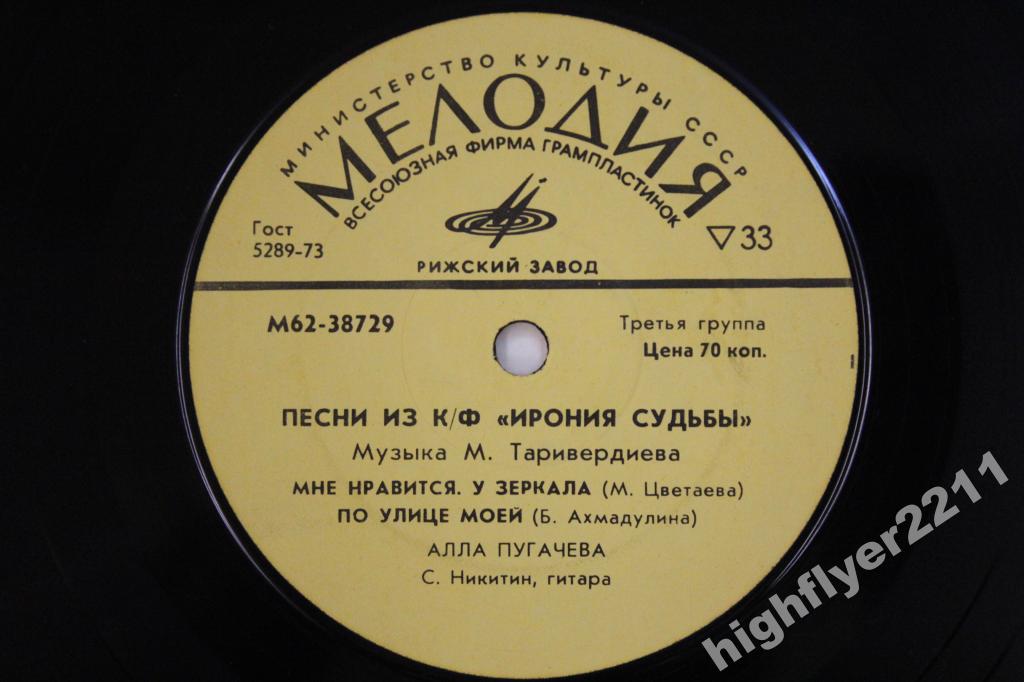 МИНИСТЕРСТВО КУЛЬТУРЫ СССР
МЕЛОДИЯ
ВСЕСОЮЗНАЯ ФИРМА ГРАМПЛАСТИНОК
Гост
5289-73
▽33
РИЖСКИЙ ЗАВОД
М62-38729
Третья группа
Цена 70 коп.
ПЕСНИ ИЗ К/Ф «ИРОНИЯ СУДЬБЫ»
Музыка М. Таривердиева
МНЕ НРАВИТСЯ. У ЗЕРКАЛА (М. Цветаева)
ПО УЛИЦЕ МОЕЙ (Б. Ахмадулина)
АЛЛА ПУГАЧЕВА
С. Никитин, гитара
highflyer2211